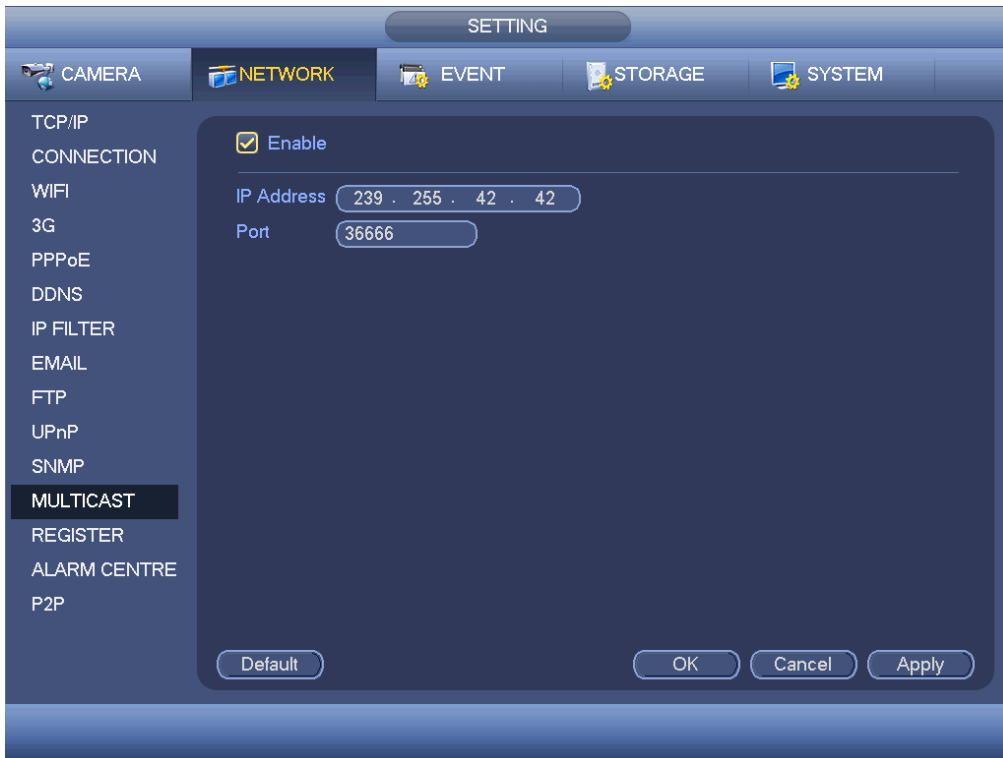 SETTING
CAMERA NETWORK EVENT STORAGE SYSTEM
TCP/IP
CONNECTION
WIFI
3G
PPPoE
DDNS
IP FILTER
EMAIL
FTP
UPnP
SNMP
MULTICAST
REGISTER
ALARM CENTRE
P2P
Enable
IP Address 239 . 255 . 42 . 42
Port 36666
Default OK Cancel Apply